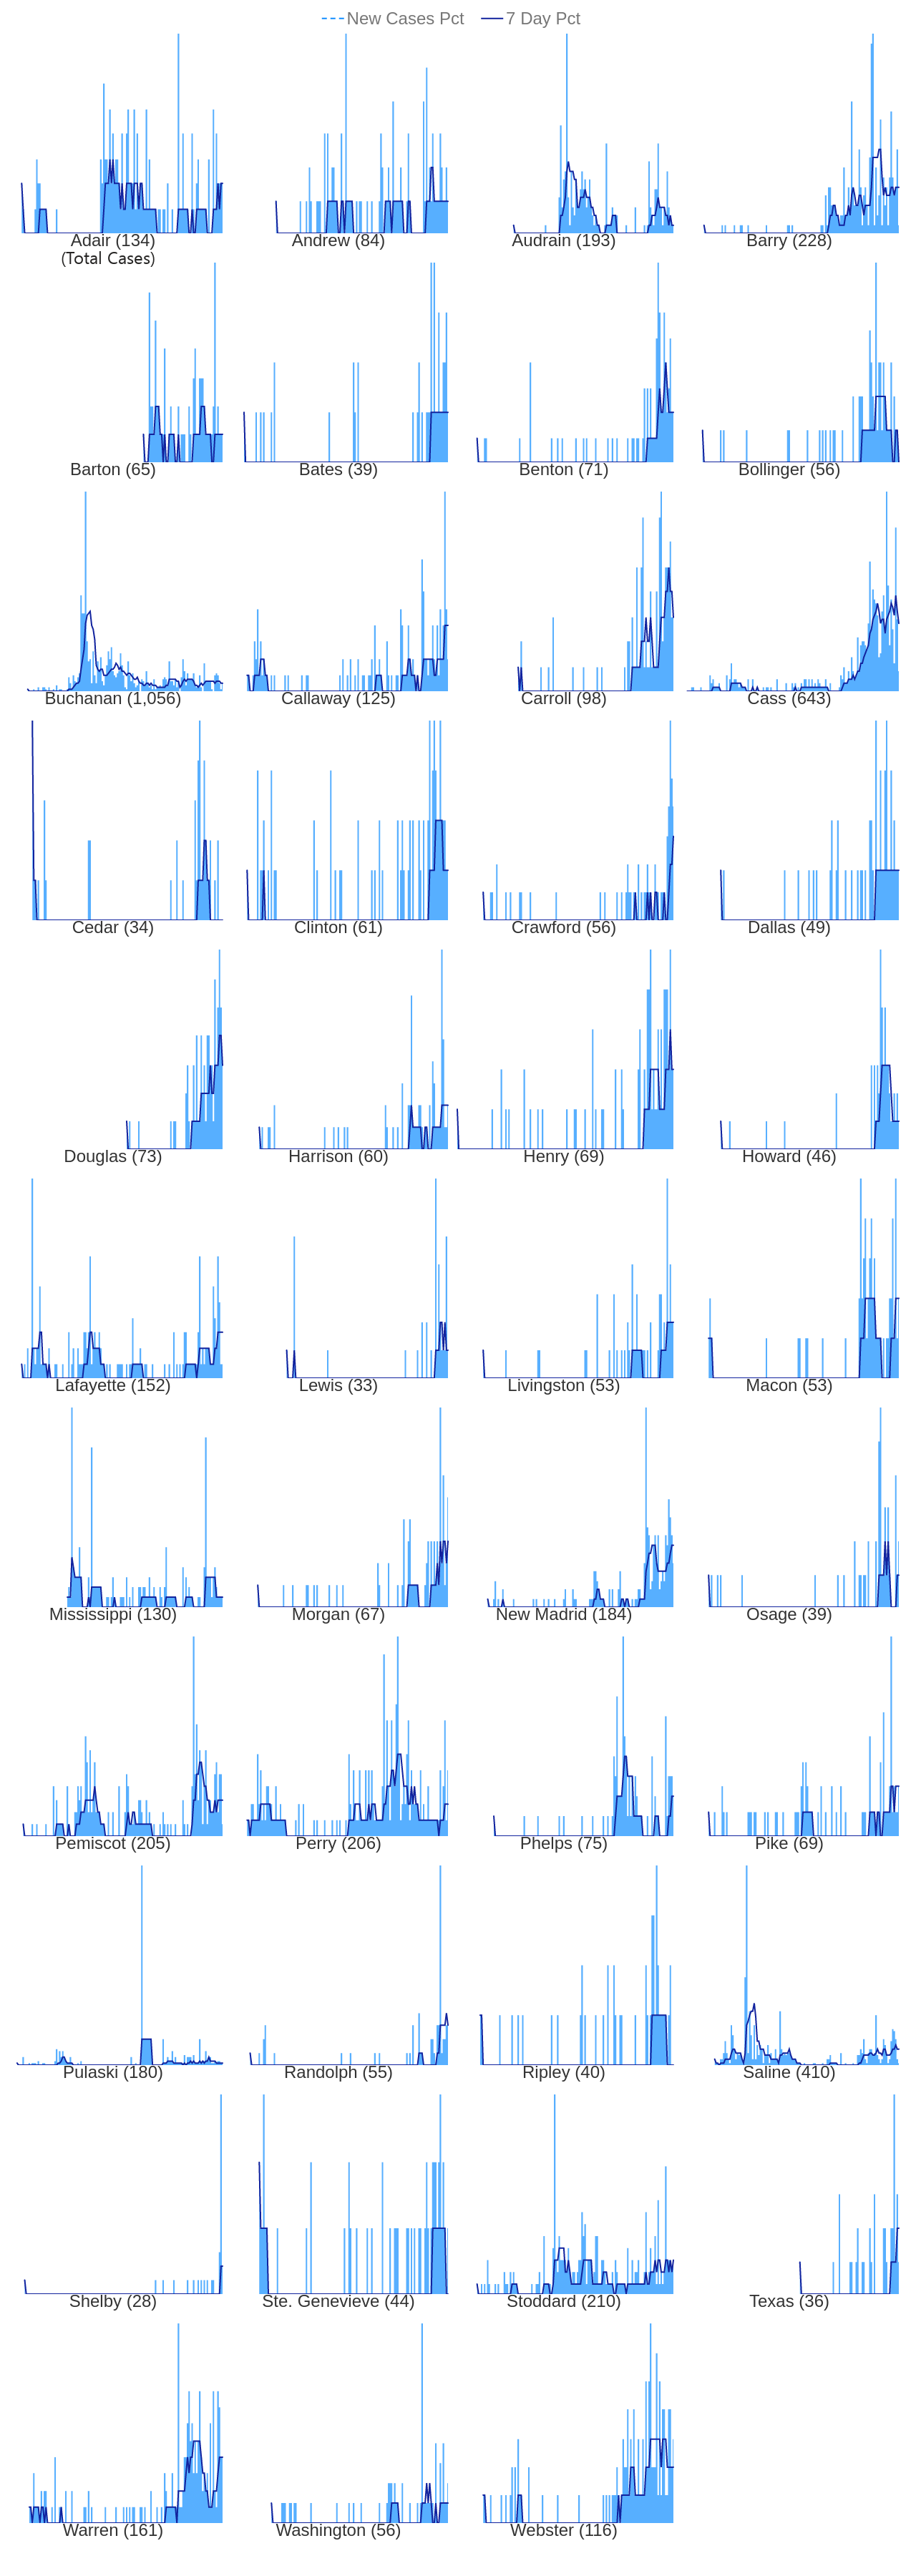 New Cases Pct 7 Day Pct
Adair (134) Andrew (84) Audrain (193) Barry (228)
(Total Cases)
Barton (65) Bates (39) Benton (71) Bollinger (56)
Buchanan (1,056) Callaway (125) Carroll (98) Cass (643)
Cedar (34) Clinton (61) Crawford (56) Dallas (49)
Douglas (73) Harrison (60) Henry (69) Howard (46)
Lafayette (152) Lewis (33) Livingston (53) Macon (53)
Mississippi (130) Morgan (67) New Madrid (184) Osage (39)
Pemiscot (205) Perry (206) Phelps (75) Pike (69)
Pulaski (180) Randolph (55) Ripley (40) Saline (410)
Shelby (28) Ste. Genevieve (44) Stoddard (210) Texas (36)
Warren (161) Washington (56) Webster (116)